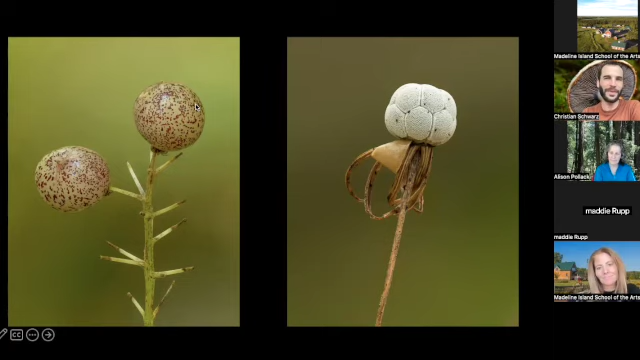 Madeline Island School of the Arts
Christian Schwarz
Alison Pollack
maddie Rupp
maddie Rupp
Madeline Island School of the Arts
CC